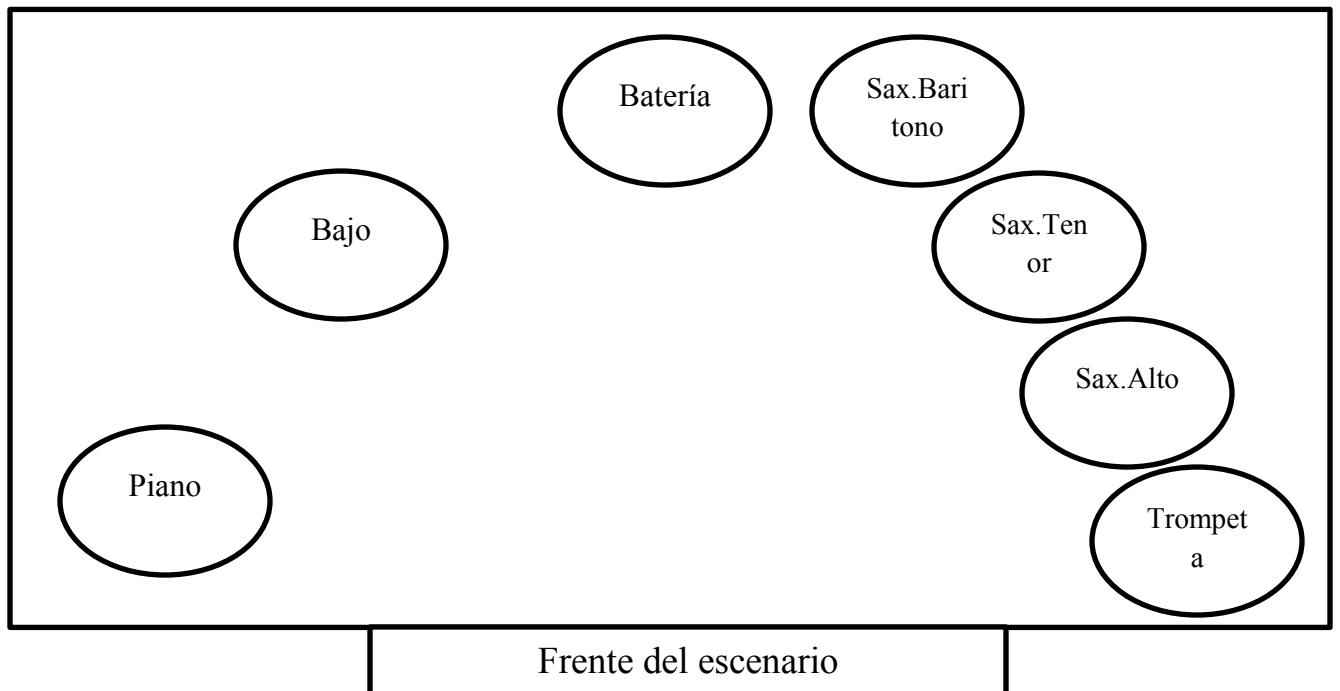 Batería
Sax.Bari
tono
Bajo
Sax.Ten
or
Sax.Alto
Piano
Trompet
a
Frente del escenario